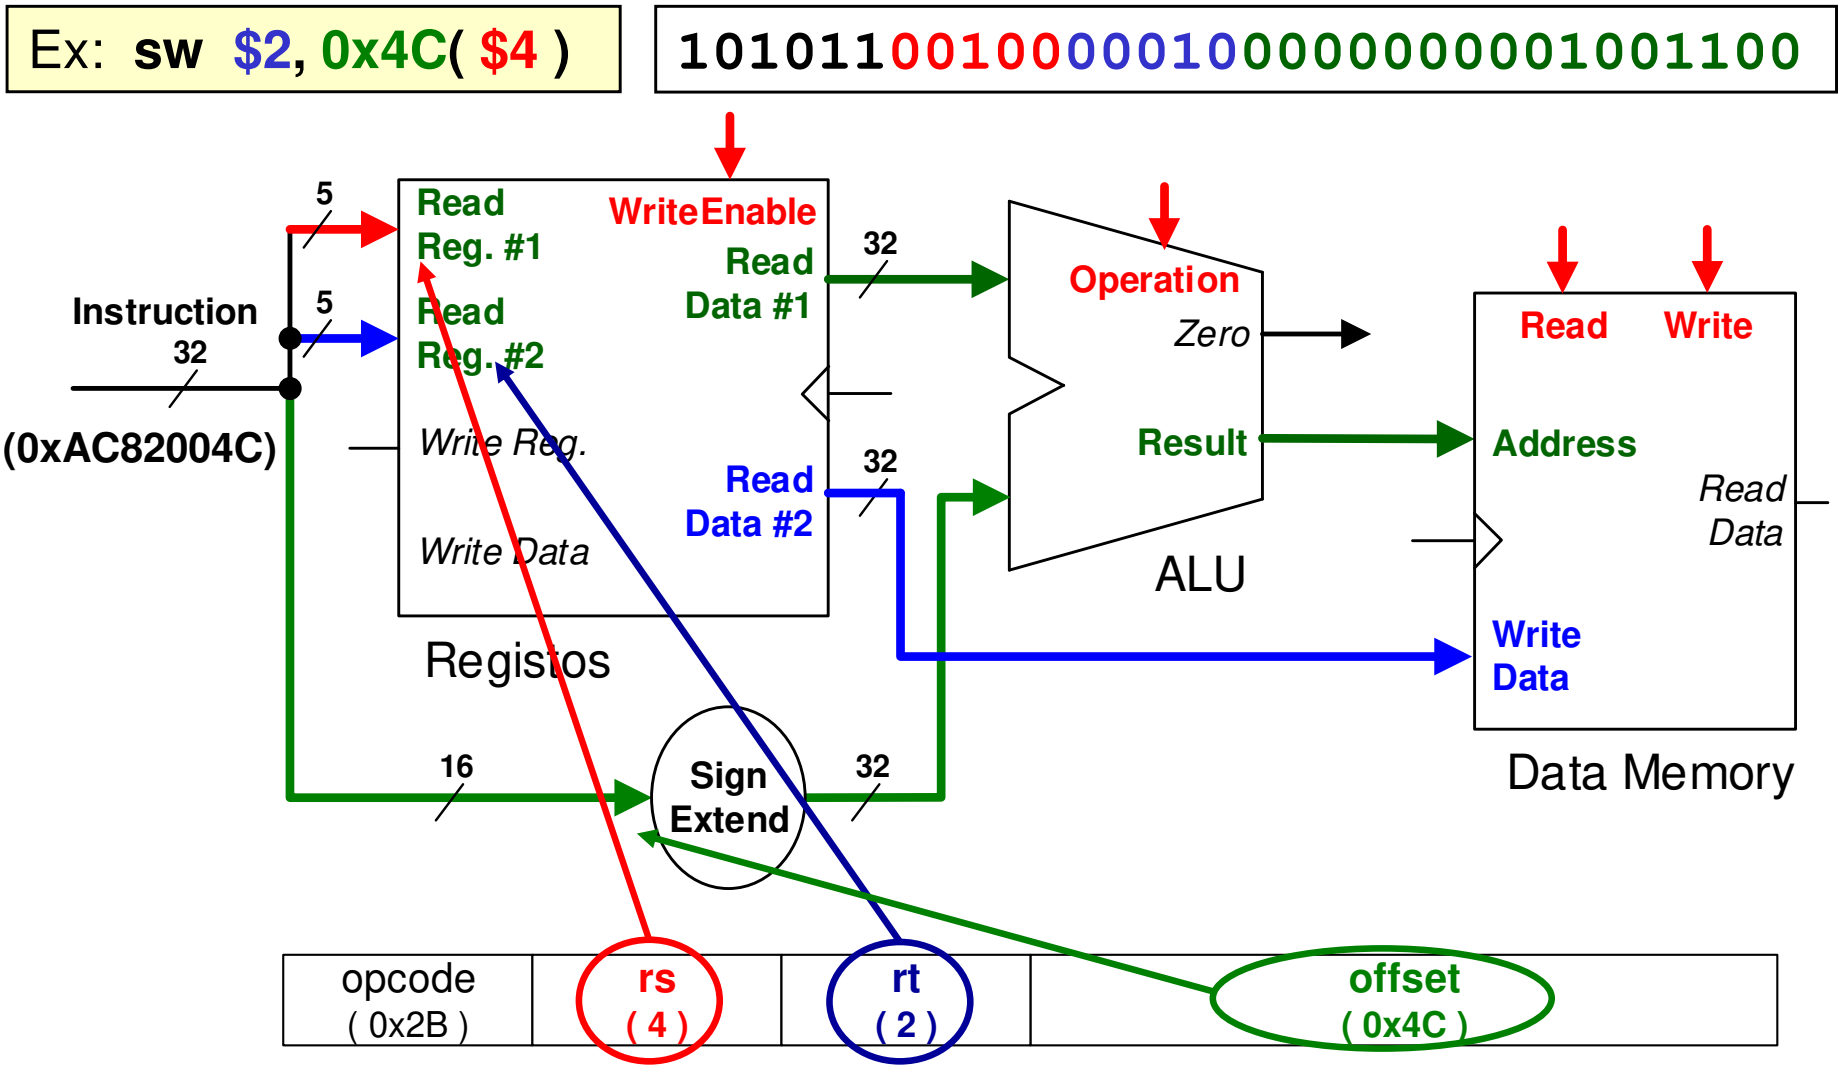 Ex: sw $2, 0x4C( $4 )
10101100100000100000000001001100
5
Read
Reg. #1
WriteEnable
Read
Data #1
32
Operation
Zero
Read Write
Instruction
32
5
Read
Reg. #2
(0xAC82004C)
Write Reg.
Result
Address
Read
Data
32
Read
Data #2
Write Data
ALU
Write
Data
Registos
16
Sign
Extend
32
Data Memory
opcode
( 0x2B )
rs
( 4 )
rt
( 2 )
offset
( 0x4C )